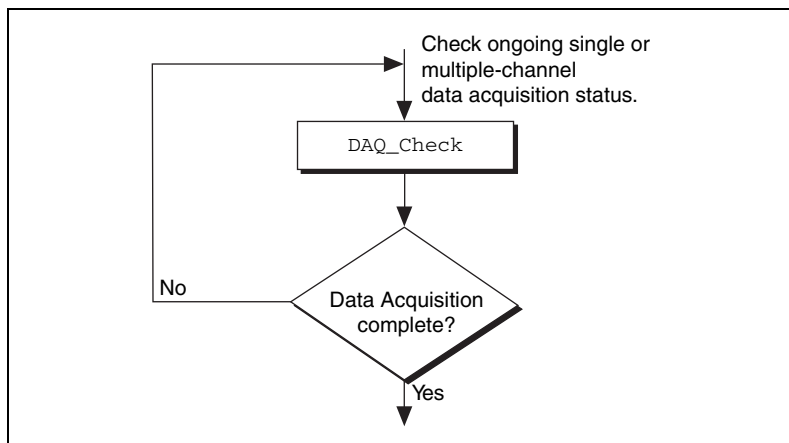 Check ongoing single or
multiple-channel
data acquisition status.
DAQ_Check
No
Data Acquisition
complete?
Yes